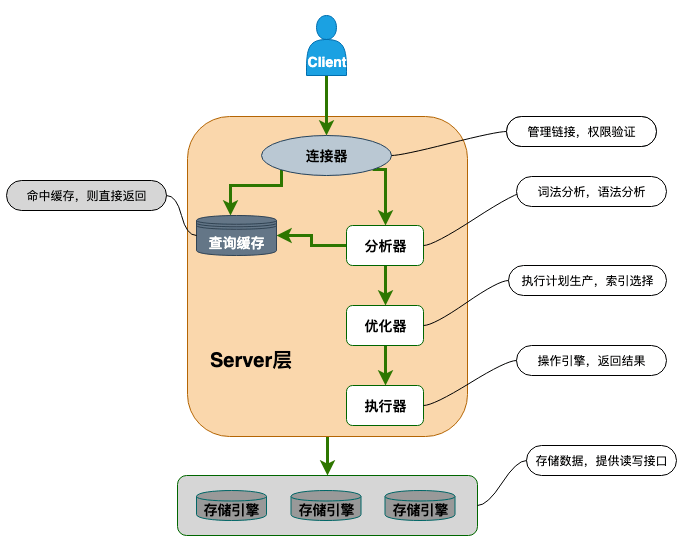 Client
连接器
管理链接，权限验证
命中缓存，则直接返回
词法分析，语法分析
查询缓存
分析器
执行计划生产，索引选择
优化器
Server层
操作引擎，返回结果
执行器
存储数据，提供读写接口
存储引擎
存储引擎
存储引擎